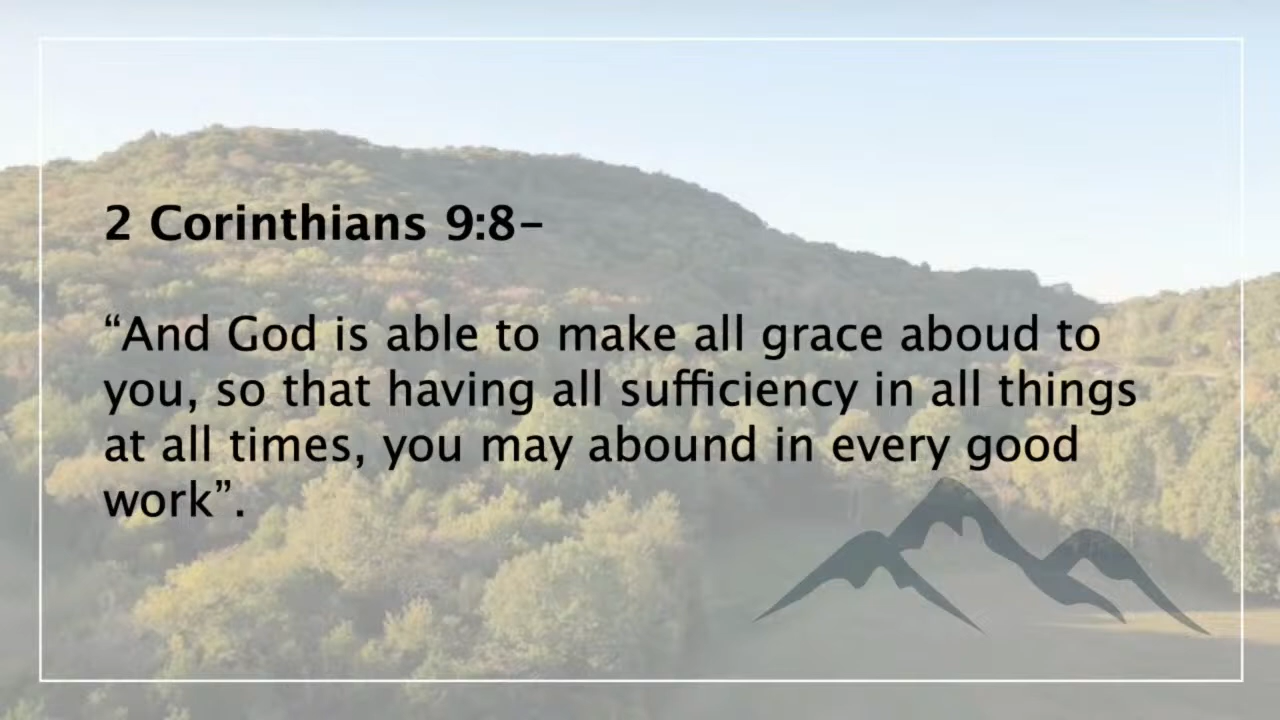 2 Corinthians 9:8–
“And God is able to make all grace aboud to
you, so that having all sufficiency in all things
at all times, you may abound in every good
work”.